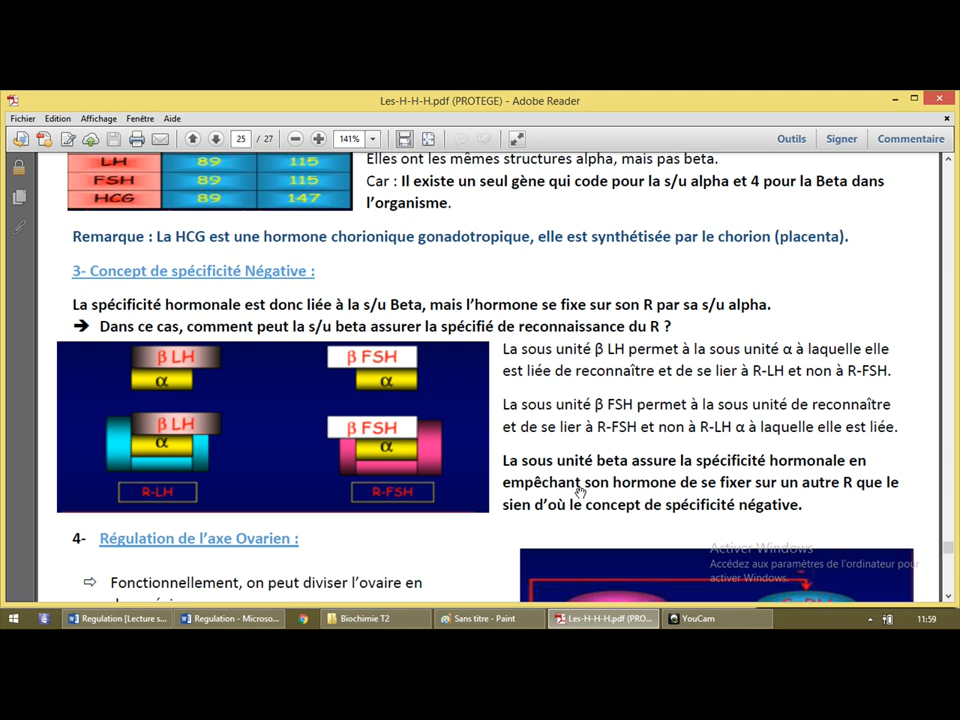 Les-H-H-H.pdf (PROTEGE) - Adobe Reader
Fichier Edition Affichage Fenêtre Aide
25 / 27 141% Outils Signer Commentaire
LH 89 115
FSH 89 115
HCG 89 147
Elles ont les mêmes structures alpha, mais pas beta.
Car : Il existe un seul gène qui code pour la s/u alpha et 4 pour la Beta dans
l'organisme.
Remarque : La HCG est une hormone chorionique gonadotropique, elle est synthétisée par le chorion (placenta).
3- Concept de spécificité Négative :
La spécificité hormonale est donc liée à la s/u Beta, mais l'hormone se fixe sur son R par sa s/u alpha.
➔ Dans ce cas, comment peut la s/u beta assurer la spécifié de reconnaissance du R ?
β LH
α
β FSH
α
β LH
α
R-LH
β FSH
α
R-FSH
La sous unité β LH permet à la sous unité α à laquelle elle
est liée de reconnaître et de se lier à R-LH et non à R-FSH.
La sous unité β FSH permet à la sous unité de reconnaître
et de se lier à R-FSH et non à R-LH α à laquelle elle est liée.
La sous unité beta assure la spécificité hormonale en
empêchant son hormone de se fixer sur un autre R que le
sien d'où le concept de spécificité négative.
4- Régulation de l'axe Ovarien :
⇨ Fonctionnellement, on peut diviser l'ovaire en
Activer Windows
Accédez aux paramètres de l'ordinateur pour
activer Windows.
Regulation [Lecture s... Regulation - Microso... Biochimie T2 Sans titre - Paint Les-H-H-H.pdf (PRO... YouCam 11:59